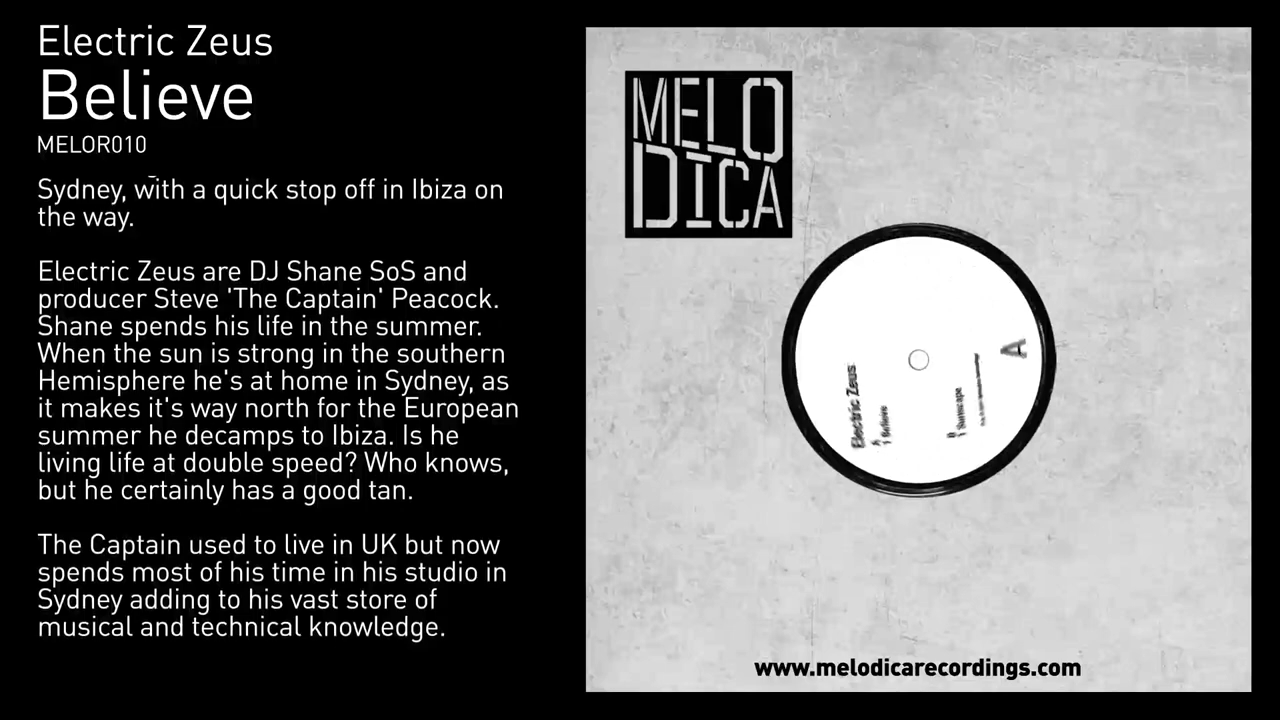 Electric Zeus
Believe
MELOR010
Sydney, with a quick stop off in Ibiza on
the way.
Electric Zeus are DJ Shane SoS and
producer Steve 'The Captain' Peacock.
Shane spends his life in the summer.
When the sun is strong in the southern
Hemisphere he's at home in Sydney, as
it makes it's way north for the European
summer he decamps to Ibiza. Is he
living life at double speed? Who knows,
but he certainly has a good tan.
The Captain used to live in UK but now
spends most of his time in his studio in
Sydney adding to his vast store of
musical and technical knowledge.
MELO
DICA
Electric Zeus
A
1 Believe
B
1 Sunscape
A
www.melodicarecordings.com